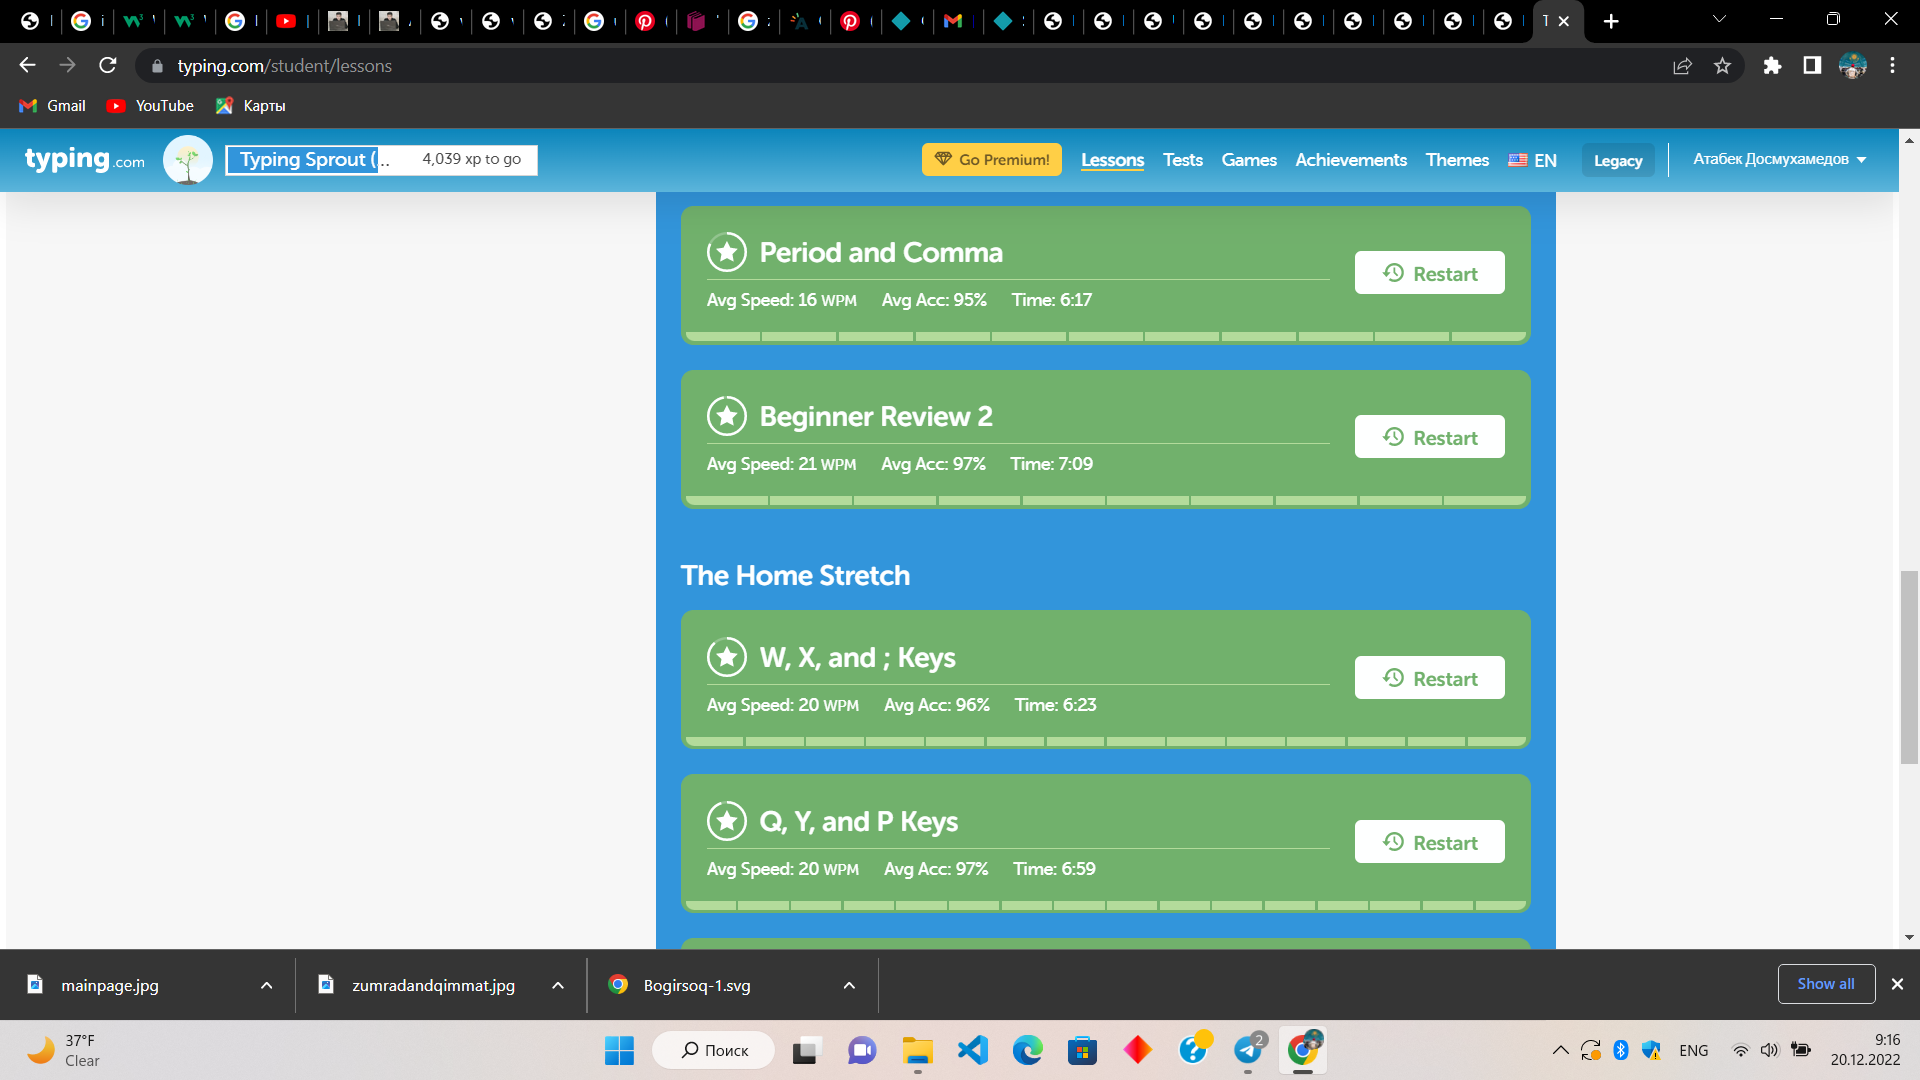 typing.com/student/lessons
Gmail YouTube Карты
typing.com Typing Sprout (... 4,039 xp to go Go Premium! Lessons Tests Games Achievements Themes EN Legacy Атабек Досмухамедов
Period and Comma
Restart
Avg Speed: 16 WPM Avg Acc: 95% Time: 6:17
Beginner Review 2
Restart
Avg Speed: 21 WPM Avg Acc: 97% Time: 7:09
The Home Stretch
W, X, and ; Keys
Restart
Avg Speed: 20 WPM Avg Acc: 96% Time: 6:23
Q, Y, and P Keys
Restart
Avg Speed: 20 WPM Avg Acc: 97% Time: 6:59
mainpage.jpg zumradandqimmat.jpg Bogirsoq-1.svg Show all
37°F
Clear
Поиск
2
ENG
9:16
20.12.2022